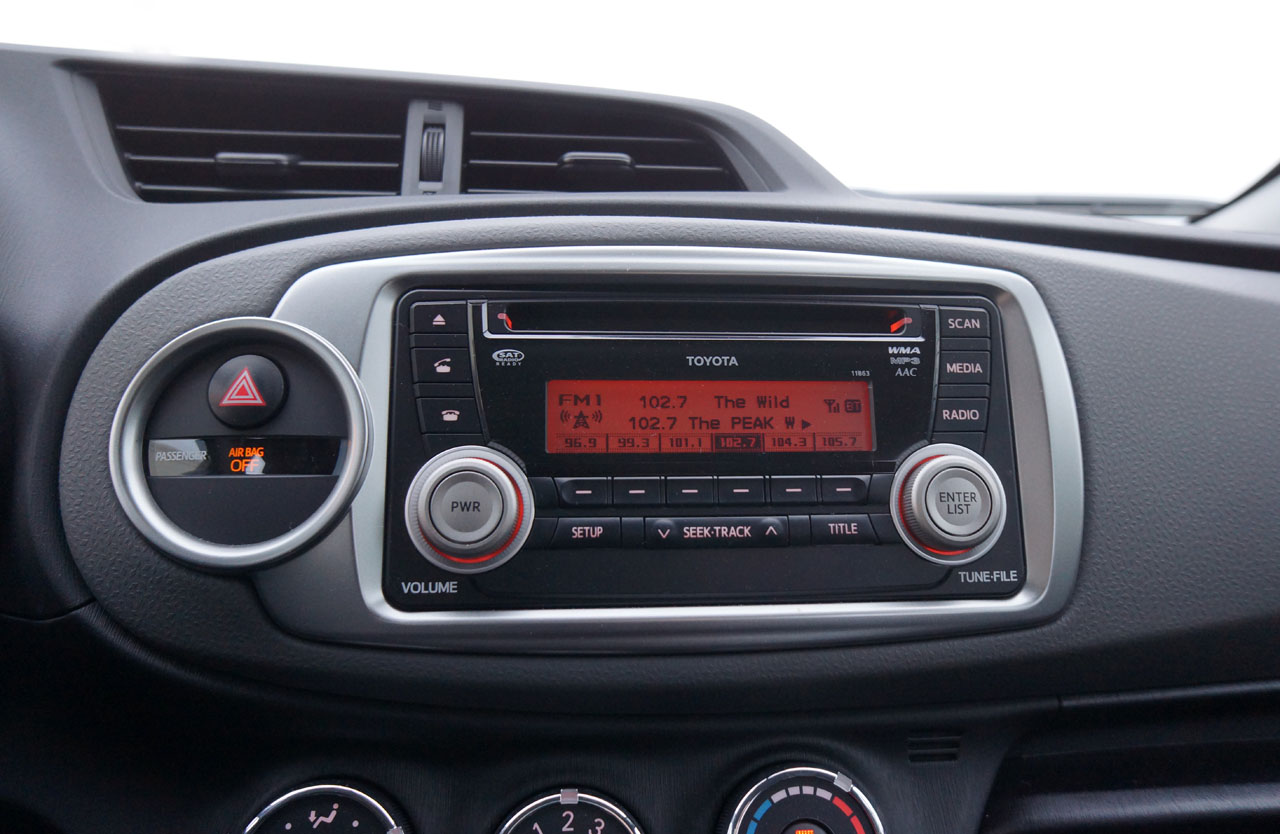 SAT
RADIO
READY
TOYOTA
WMA
MP3
AAC
11863
SCAN
MEDIA
RADIO
FM1 102.7 The Wild
102.7 The PEAK W
96.9 99.3 101.1 102.7 104.3 105.7
PASSENGER
AIR BAG
OFF
PWR
VOLUME
SETUP
SEEK·TRACK
TITLE
ENTER
LIST
TUNE·FILE
1 2 3